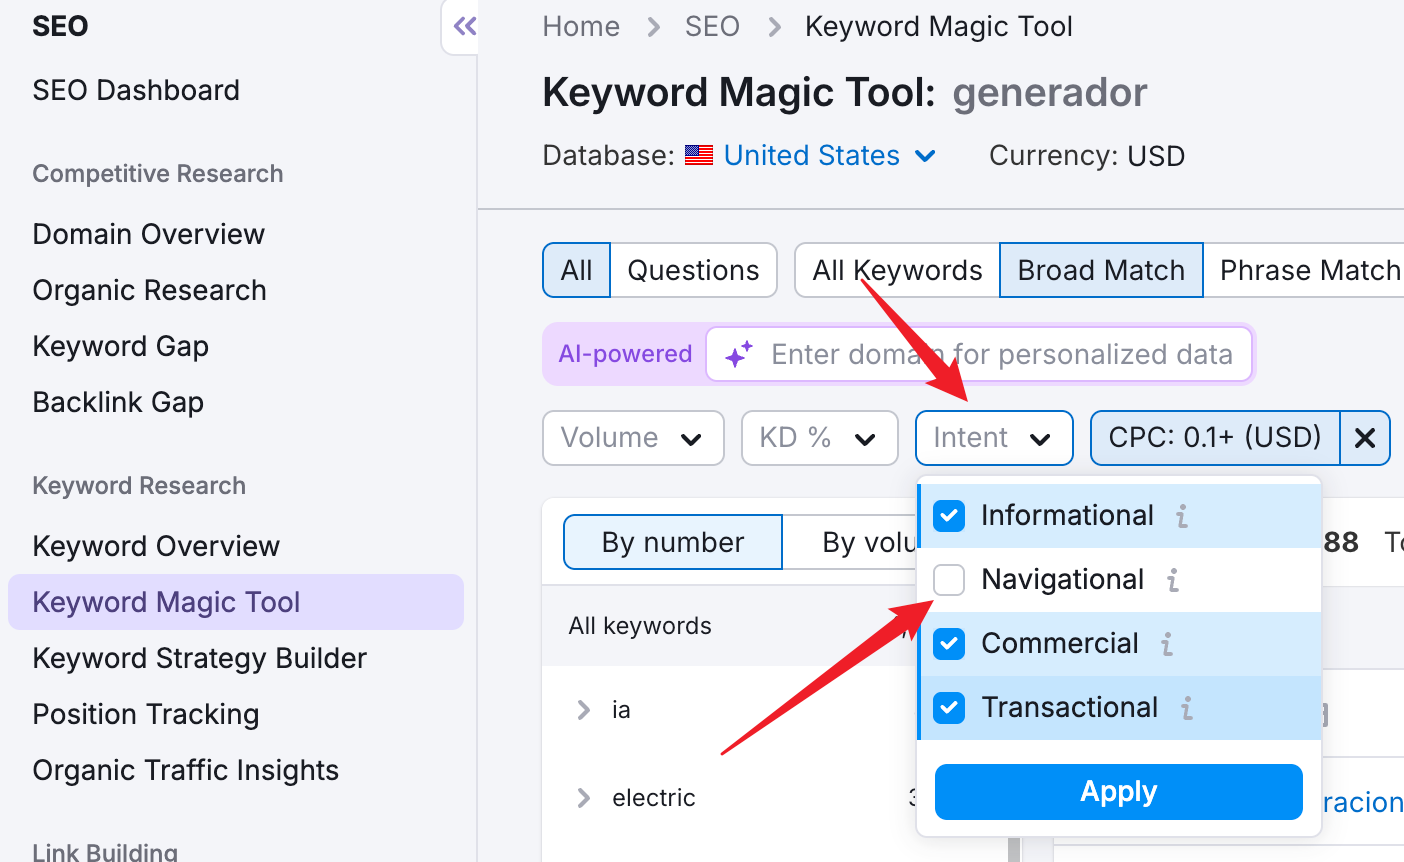 SEO
SEO Dashboard
Competitive Research
Domain Overview
Organic Research
Keyword Gap
Backlink Gap
Keyword Research
Keyword Overview
Keyword Magic Tool
Keyword Strategy Builder
Position Tracking
Organic Traffic Insights
Link Building
Home > SEO > Keyword Magic Tool
Keyword Magic Tool: generador
Database: United States Currency: USD
All Questions All Keywords Broad Match Phrase Match
AI-powered Enter domain for personalized data
Volume KD % Intent CPC: 0.1+ (USD)
By number By volu
88 To
Informational
Navigational
Commercial
Transactional
Apply
All keywords
ia
electric 3
racion